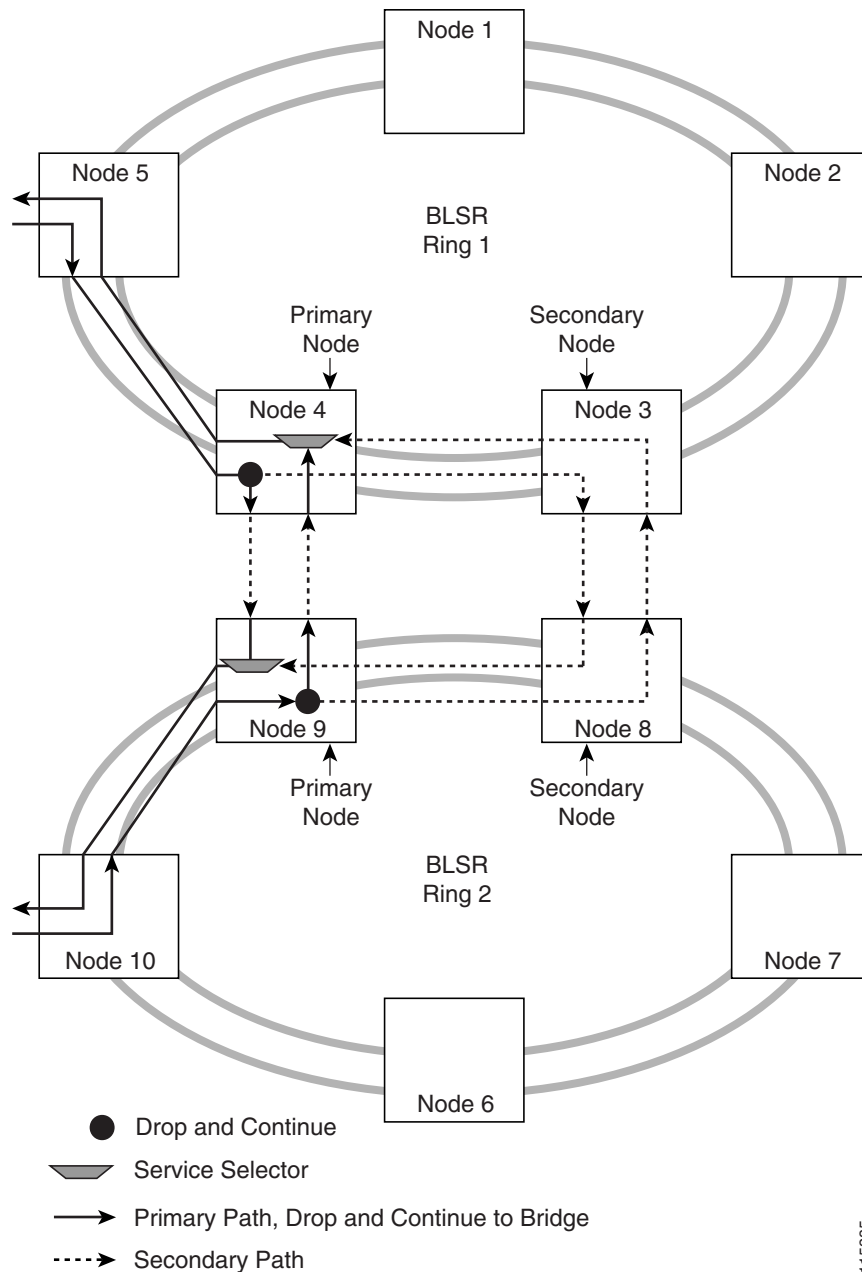 Node 1
Node 5
Node 2
BLSR
Ring 1
Primary
Node
Secondary
Node
Node 4
Node 3
Node 9
Node 8
Primary
Node
Secondary
Node
BLSR
Ring 2
Node 10
Node 7
Node 6
Drop and Continue
Service Selector
Primary Path, Drop and Continue to Bridge
Secondary Path